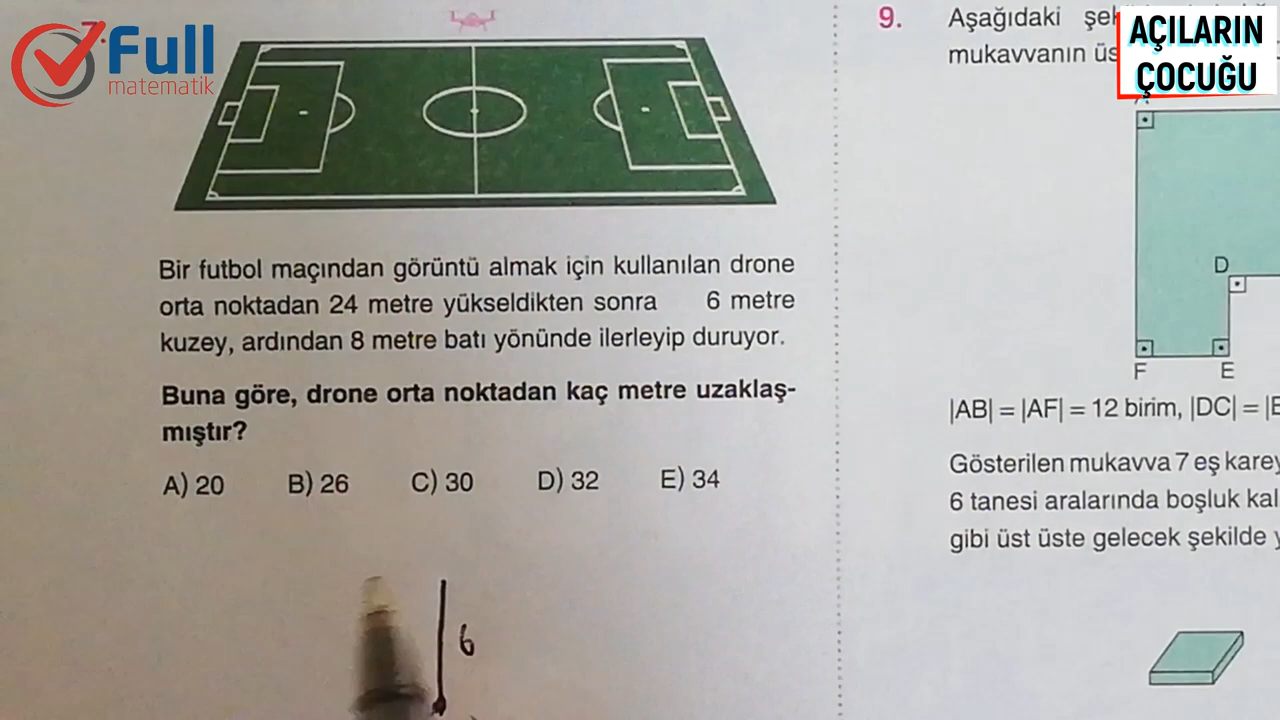 Full
matematik
Bir futbol maçından görüntü almak için kullanılan drone
orta noktadan 24 metre yükseldikten sonra 6 metre
kuzey, ardından 8 metre batı yönünde ilerleyip duruyor.
Buna göre, drone orta noktadan kaç metre uzaklaş-
mıştır?
A) 20 B) 26 C) 30 D) 32 E) 34
6
9. Aşağıdaki
mukavvanın
AÇILARIN
ÇOCUĞU
D
F E
|AB| = |AF| = 12 birim, |DC| =
Gösterilen mukavva 7 eş
6 tanesi aralarında boşluk
gibi üst üste gelecek şekilde